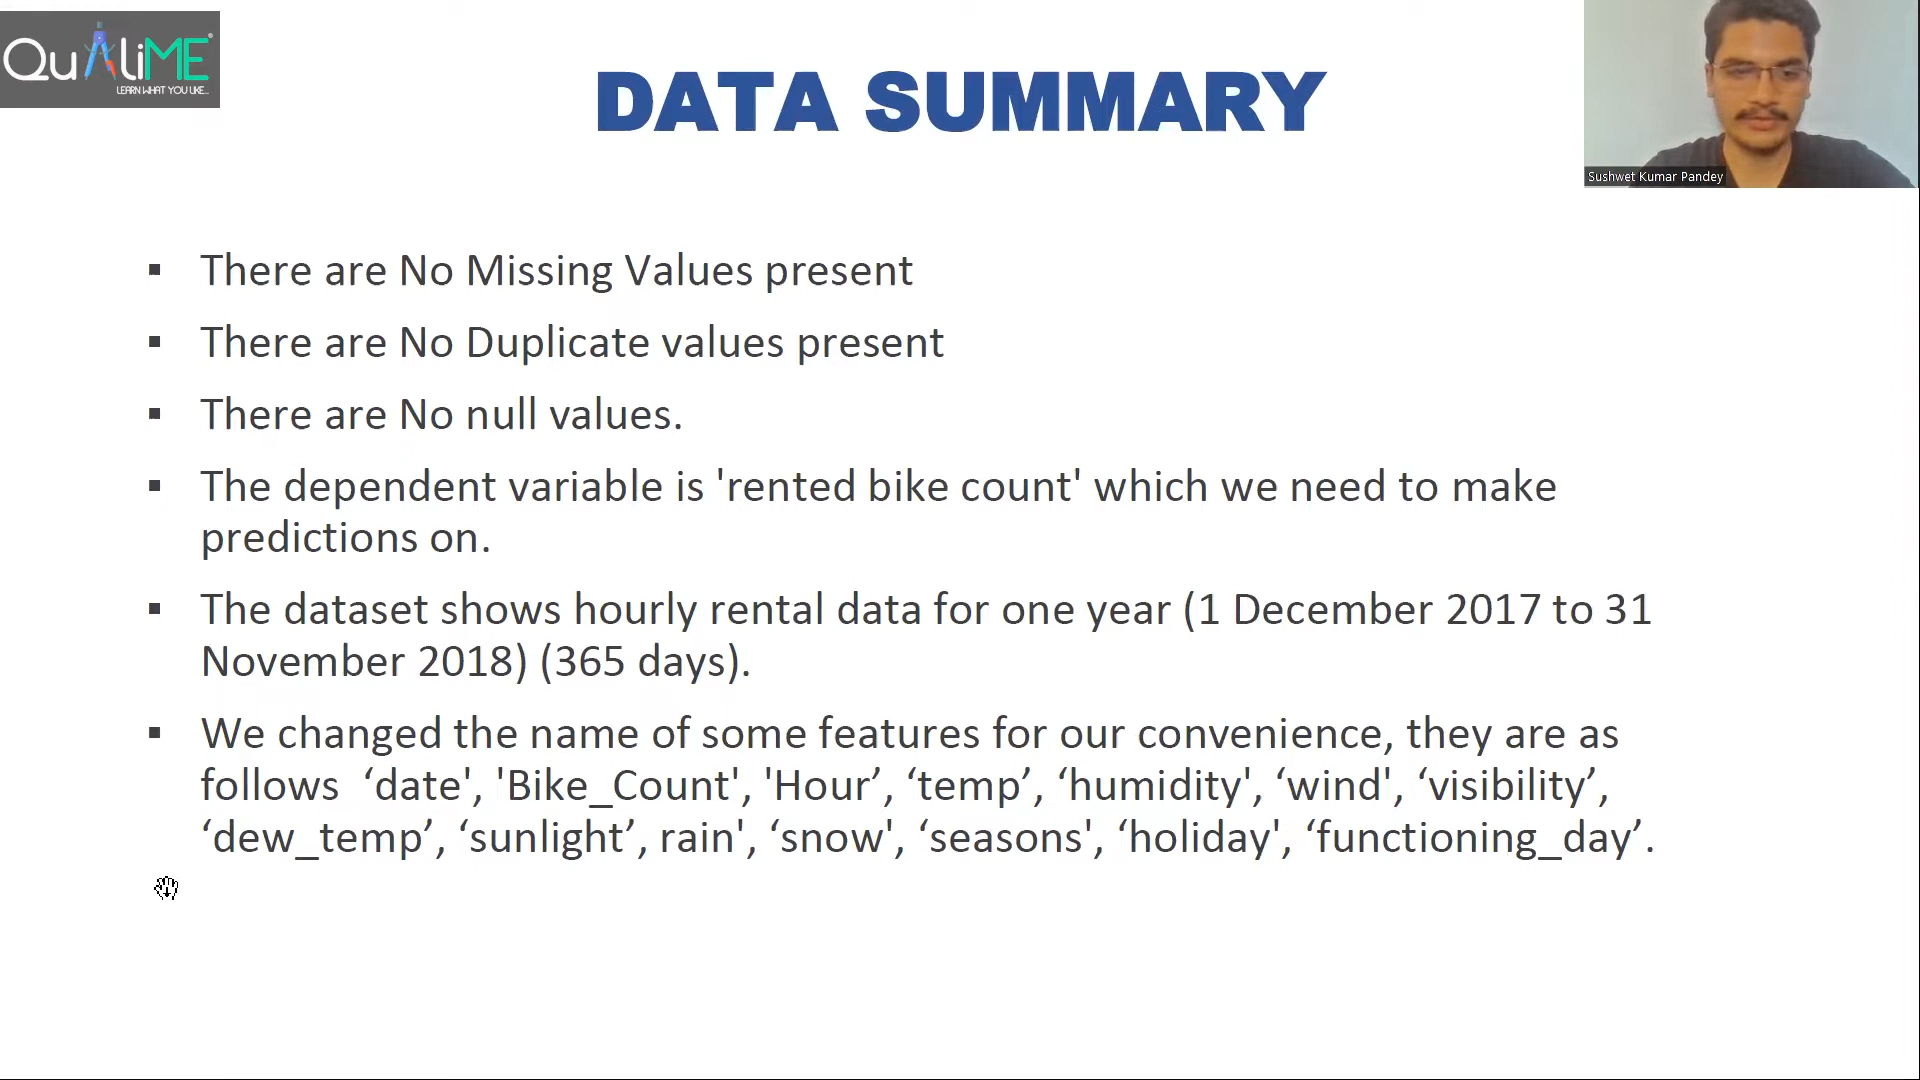 QuALiME
LEARN WHAT YOU LIKE...
DATA SUMMARY
Sushwet Kumar Pandey
▪ There are No Missing Values present
▪ There are No Duplicate values present
▪ There are No null values.
▪ The dependent variable is 'rented bike count' which we need to make
predictions on.
▪ The dataset shows hourly rental data for one year (1 December 2017 to 31
November 2018) (365 days).
▪ We changed the name of some features for our convenience, they are as
follows  ‘date', 'Bike_Count', 'Hour’, ‘temp’, ‘humidity', ‘wind', ‘visibility’,
‘dew_temp’, ‘sunlight’, rain', ‘snow', ‘seasons', ‘holiday', ‘functioning_day’.